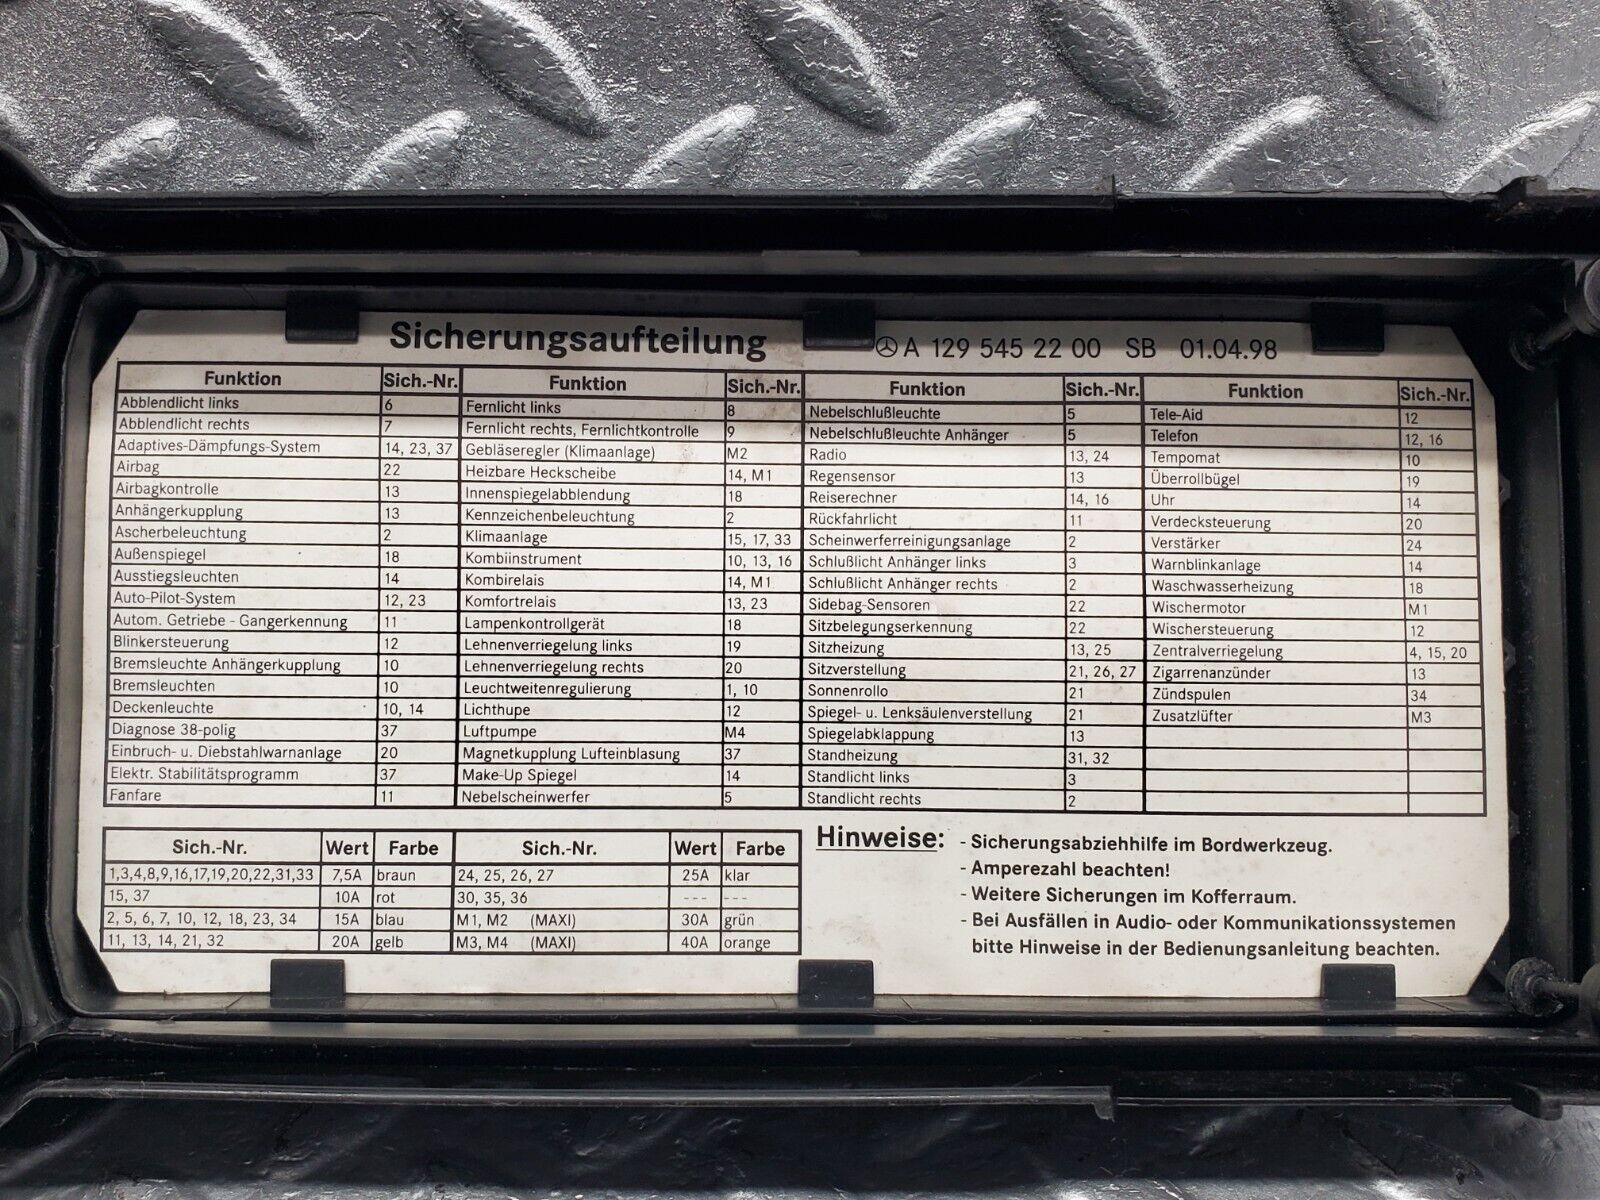 Sicherungsaufteilung A 129 545 22 00 SB 01.04.98
Funktion Sich.-Nr. Funktion Sich.-Nr. Funktion Sich.-Nr. Funktion Sich.-Nr.
Abblendlicht links 6 Fernlicht links 8 Nebelschlußleuchte 5 Tele-Aid 12
Abblendlicht rechts 7 Fernlicht rechts, Fernlichtkontrolle 9 Nebelschlußleuchte Anhänger 5 Telefon 12, 16
Adaptives-Dämpfungs-System 14, 23, 37 Gebläseregler (Klimaanlage) M2 Radio 13, 24 Tempomat 10
Airbag 22 Heizbare Heckscheibe 14, M1 Regensensor 13 Überrollbügel 19
Airbagkontrolle 13 Innenspiegelabblendung 18 Reiserechner 14, 16 Uhr 14
Anhängerkupplung 13 Kennzeichenbeleuchtung 2 Rückfahrlicht 11 Verdecksteuerung 20
Ascherbeleuchtung 2 Klimaanlage 15, 17, 33 Scheinwerferreinigungsanlage 2 Verstärker 24
Außenspiegel 18 Kombiinstrument 10, 13, 16 Schlußlicht Anhänger links 3 Warnblinkanlage 14
Ausstiegsleuchten 14 Kombirelais 14, M1 Schlußlicht Anhänger rechts 2 Waschwasserheizung 18
Auto-Pilot-System 12, 23 Komfortrelais 13, 23 Sidebag-Sensoren 22 Wischermotor M1
Autom. Getriebe - Gangerkennung 11 Lampenkontrollgerät 18 Sitzbelegungserkennung 22 Wischersteuerung 12
Blinkersteuerung 12 Lehnenverriegelung links 19 Sitzheizung 13, 25 Zentralverriegelung 4, 15, 20
Bremsleuchte Anhängerkupplung 10 Lehnenverriegelung rechts 20 Sitzverstellung 21, 26, 27 Zigarrenanzünder 13
Bremsleuchten 10 Leuchtweitenregulierung 1, 10 Sonnenrollo 21 Zündspulen 34
Deckenleuchte 10, 14 Lichthupe 12 Spiegel- u. Lenksäulenverstellung 21 Zusatzlüfter M3
Diagnose 38-polig 37 Luftpumpe M4 Spiegelabklappung 13
Einbruch- u. Diebstahlwarnanlage 20 Magnetkupplung Lufteinblasung 37 Standheizung 31, 32
Elektr. Stabilitätsprogramm 37 Make-Up Spiegel 14 Standlicht links 3
Fanfare 11 Nebelscheinwerfer 5 Standlicht rechts 2
Sich.-Nr. Wert Farbe Sich.-Nr. Wert Farbe
1,3,4,8,9,16,17,19,20,22,31,33 7,5A braun 24, 25, 26, 27 25A klar
15, 37 10A rot 30, 35, 36 --- ---
2, 5, 6, 7, 10, 12, 18, 23, 34 15A blau M1, M2 (MAXI) 30A grün
11, 13, 14, 21, 32 20A gelb M3, M4 (MAXI) 40A orange
Hinweise: - Sicherungsabziehhilfe im Bordwerkzeug.
- Amperezahl beachten!
- Weitere Sicherungen im Kofferraum.
- Bei Ausfällen in Audio- oder Kommunikationssystemen
bitte Hinweise in der Bedienungsanleitung beachten.